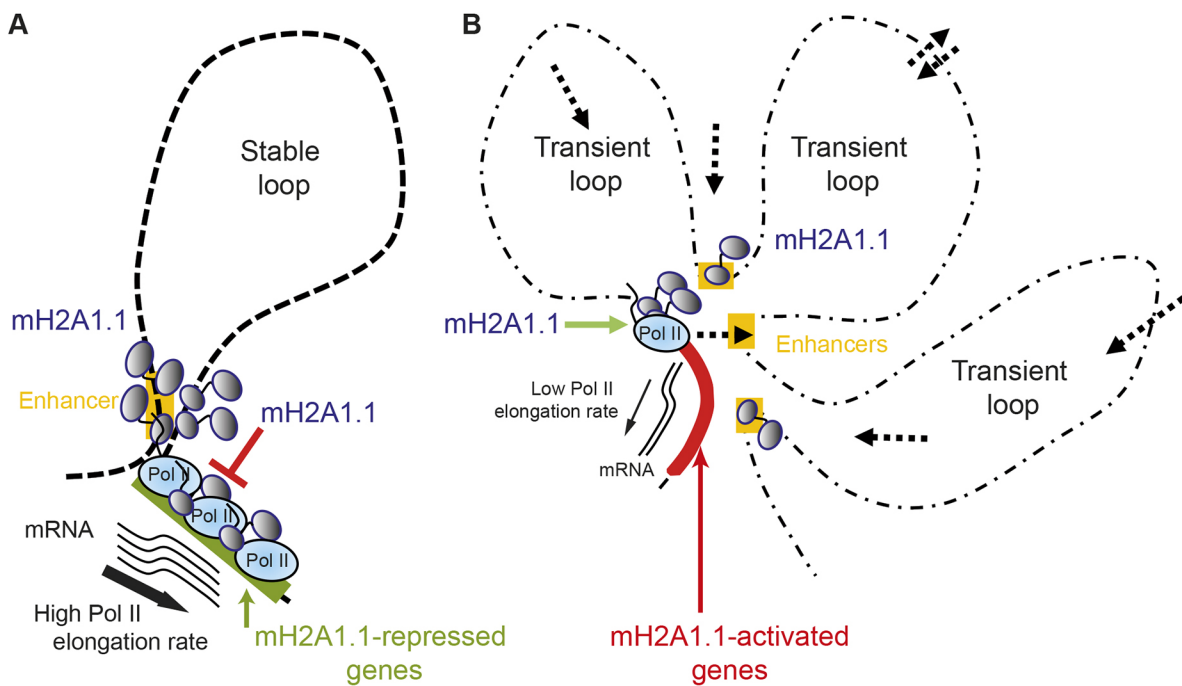 A
Stable
loop
mH2A1.1
Enhancer
mH2A1.1
Pol II
Pol II
Pol II
mRNA
High Pol II
elongation rate
mH2A1.1-repressed
genes
B
Transient
loop
Transient
loop
mH2A1.1
mH2A1.1
Pol II
Enhancers
Low Pol II
elongation rate
mRNA
Transient
loop
mH2A1.1-activated
genes